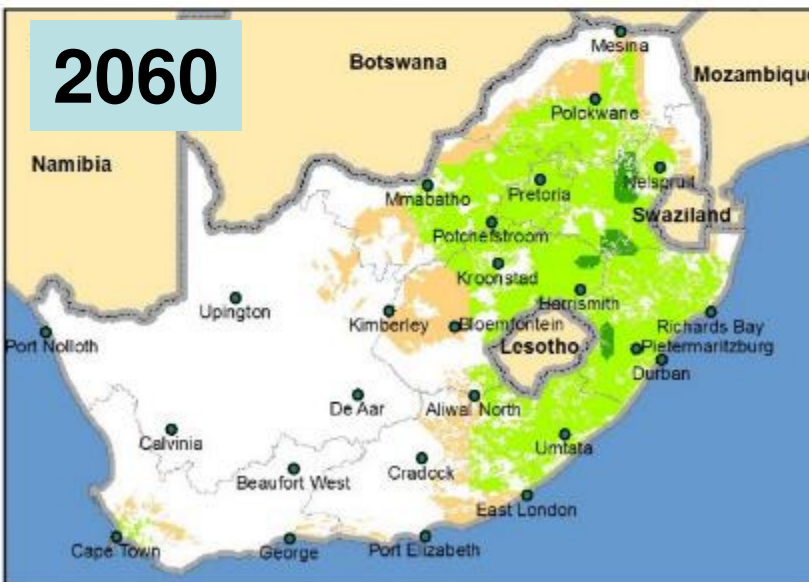 2060
Botswana
Mesina
Mozambique
Polokwane
Namibia
Mmabatho
Pretoria
Nelspruit
Swaziland
Potchefstroom
Kroonstad
Upington
Harrismith
Kimberley
Bloemfontein
Richards Bay
Port Nolloth
Lesotho
Pietermaritzburg
Durban
De Aar
Aliwal North
Calvinia
Umtata
Cradock
Beaufort West
East London
Cape Town
George
Port Elizabeth